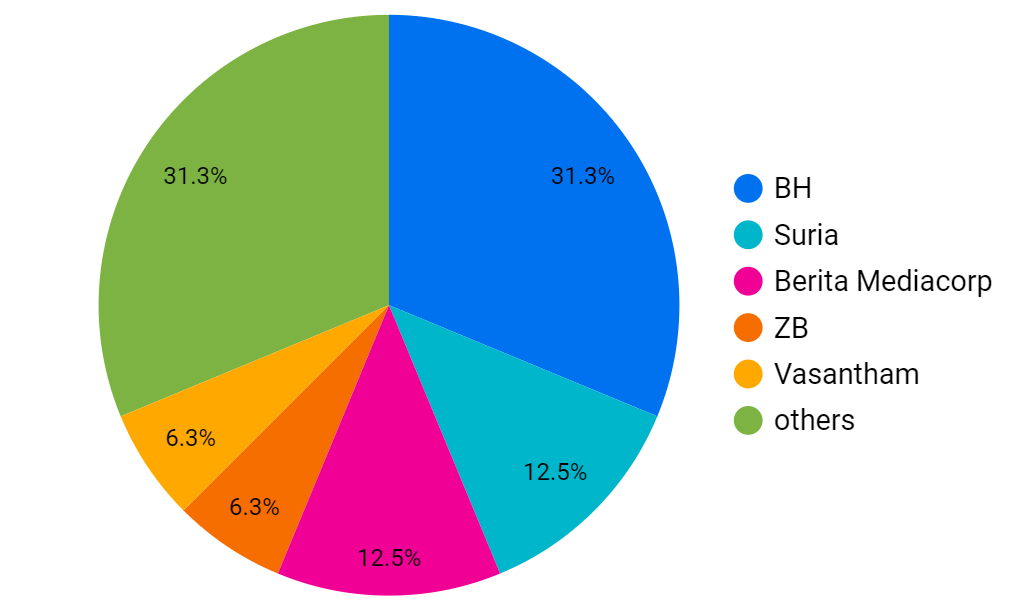 31.3%
31.3%
6.3%
6.3%
12.5%
12.5%
BH
Suria
Berita Mediacorp
ZB
Vasantham
others